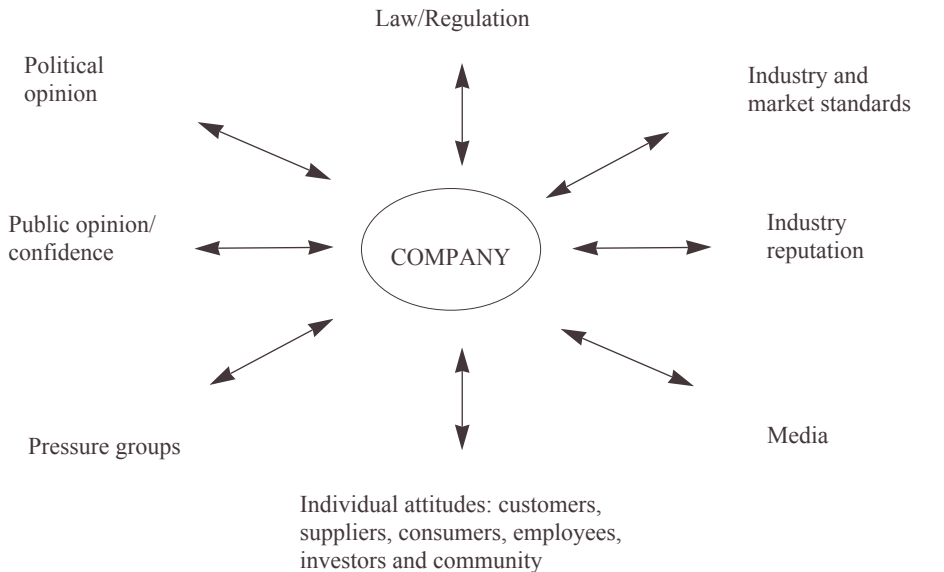 Law/Regulation
Political
opinion
Industry and
market standards
Public opinion/
confidence
COMPANY
Industry
reputation
Pressure groups
Media
Individual attitudes: customers,
suppliers, consumers, employees,
investors and community